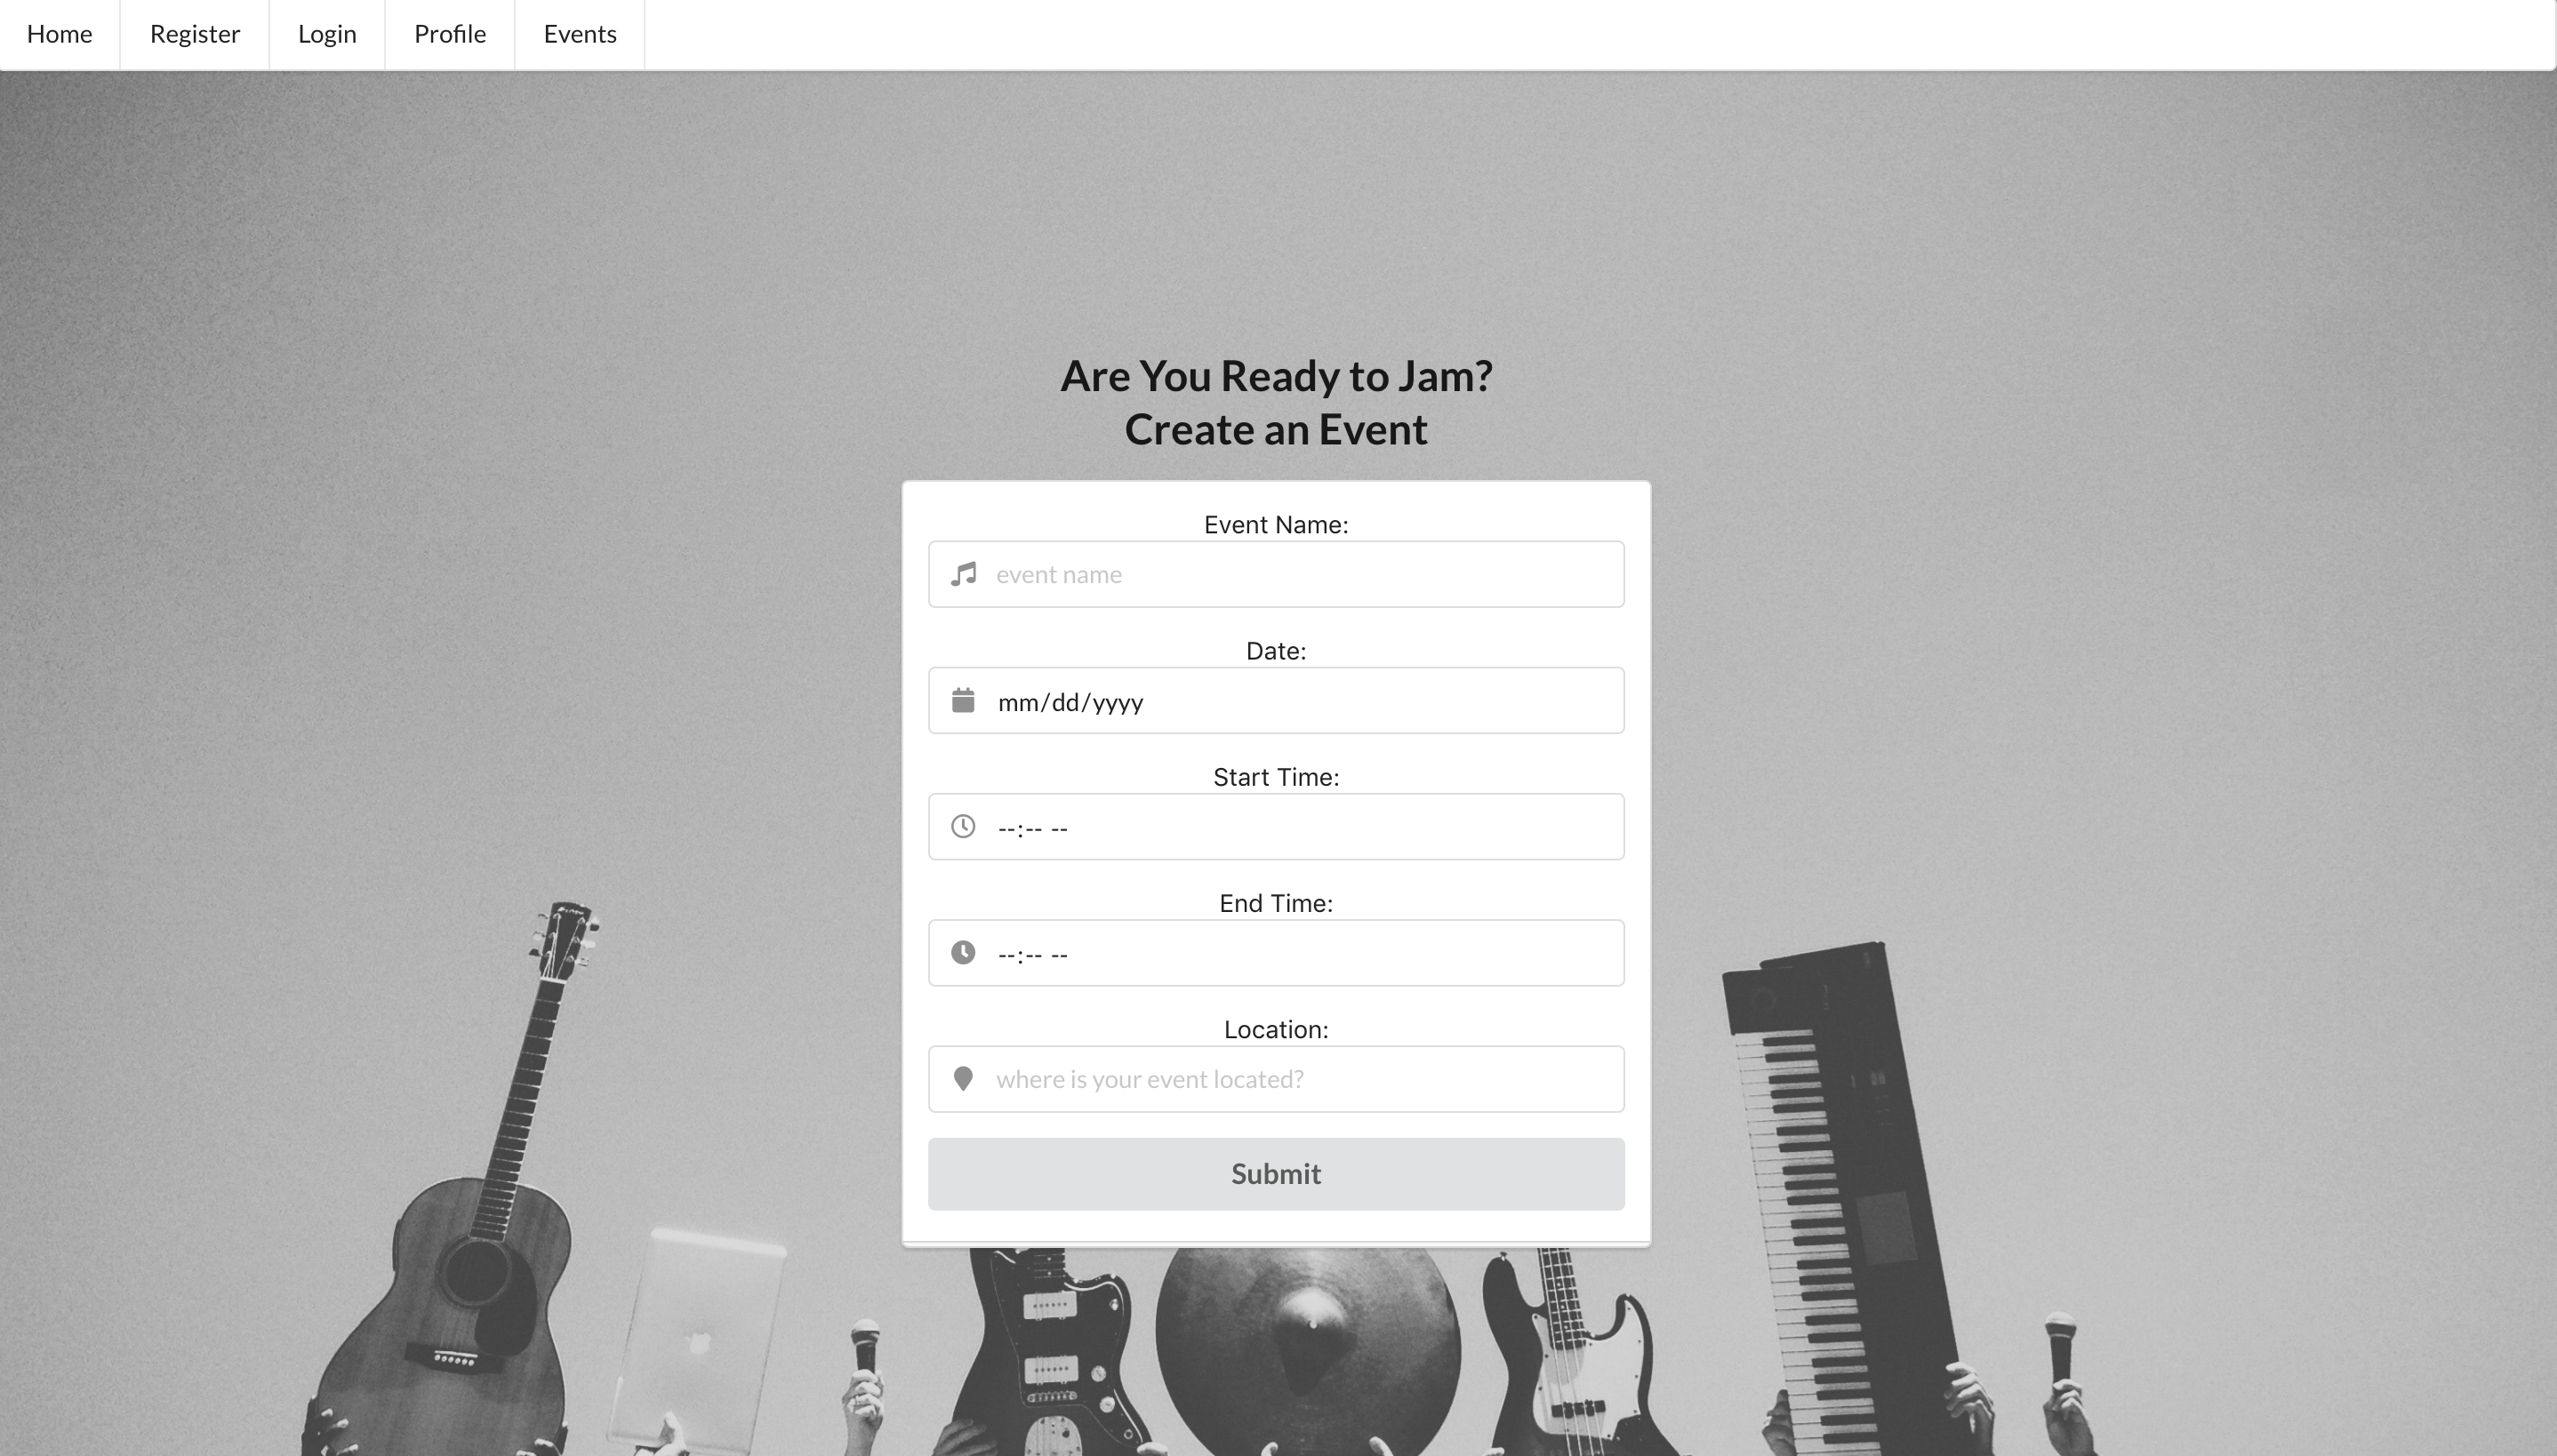 Home Register Login Profile Events
Are You Ready to Jam?
Create an Event
Event Name:
event name
Date:
mm/dd/yyyy
Start Time:
--:-- --
End Time:
--:-- --
Location:
where is your event located?
Submit